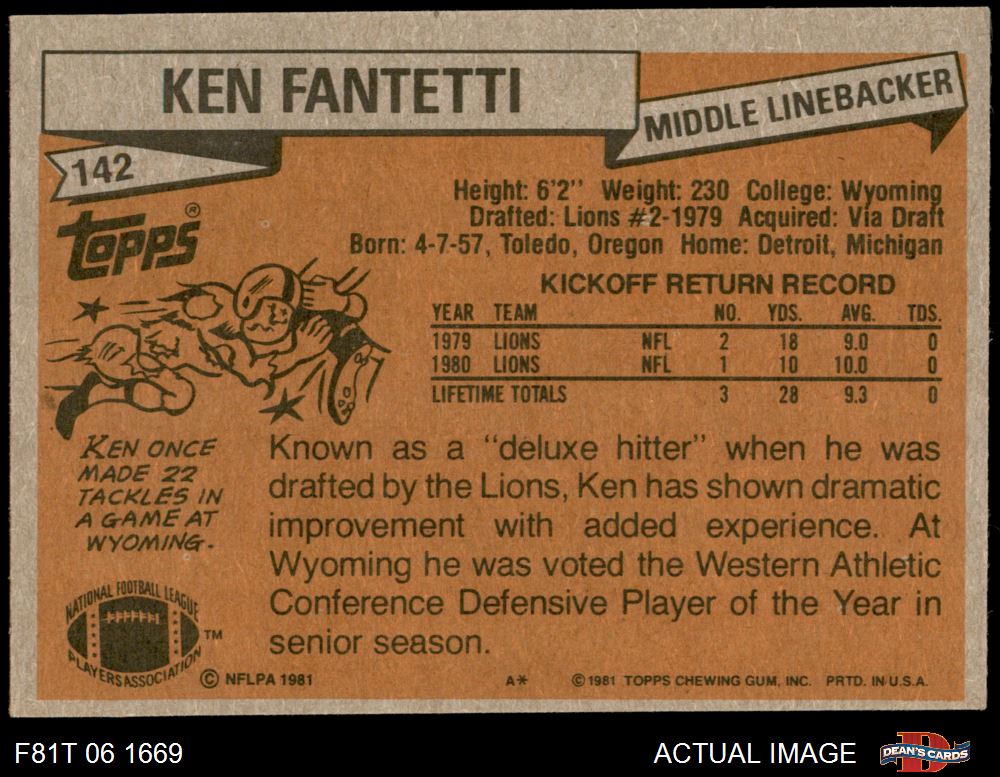 KEN FANTETTI
MIDDLE LINEBACKER
142
topps®
Height: 6'2" Weight: 230 College: Wyoming
Drafted: Lions #2-1979 Acquired: Via Draft
Born: 4-7-57, Toledo, Oregon Home: Detroit, Michigan
KICKOFF RETURN RECORD
YEAR TEAM NO. YDS. AVG. TDS.
1979 LIONS NFL 2 18 9.0 0
1980 LIONS NFL 1 10 10.0 0
LIFETIME TOTALS 3 28 9.3 0
KEN ONCE
MADE 22
TACKLES IN
A GAME AT
WYOMING.
Known as a "deluxe hitter" when he was
drafted by the Lions, Ken has shown dramatic
improvement with added experience. At
Wyoming he was voted the Western Athletic
Conference Defensive Player of the Year in
senior season.
NATIONAL FOOTBALL LEAGUE
PLAYERS ASSOCIATION
TM
© NFLPA 1981
A*
© 1981 TOPPS CHEWING GUM, INC. PRTD. IN U.S.A.
F81T 06 1669
ACTUAL IMAGE
D
DEAN'S CARDS